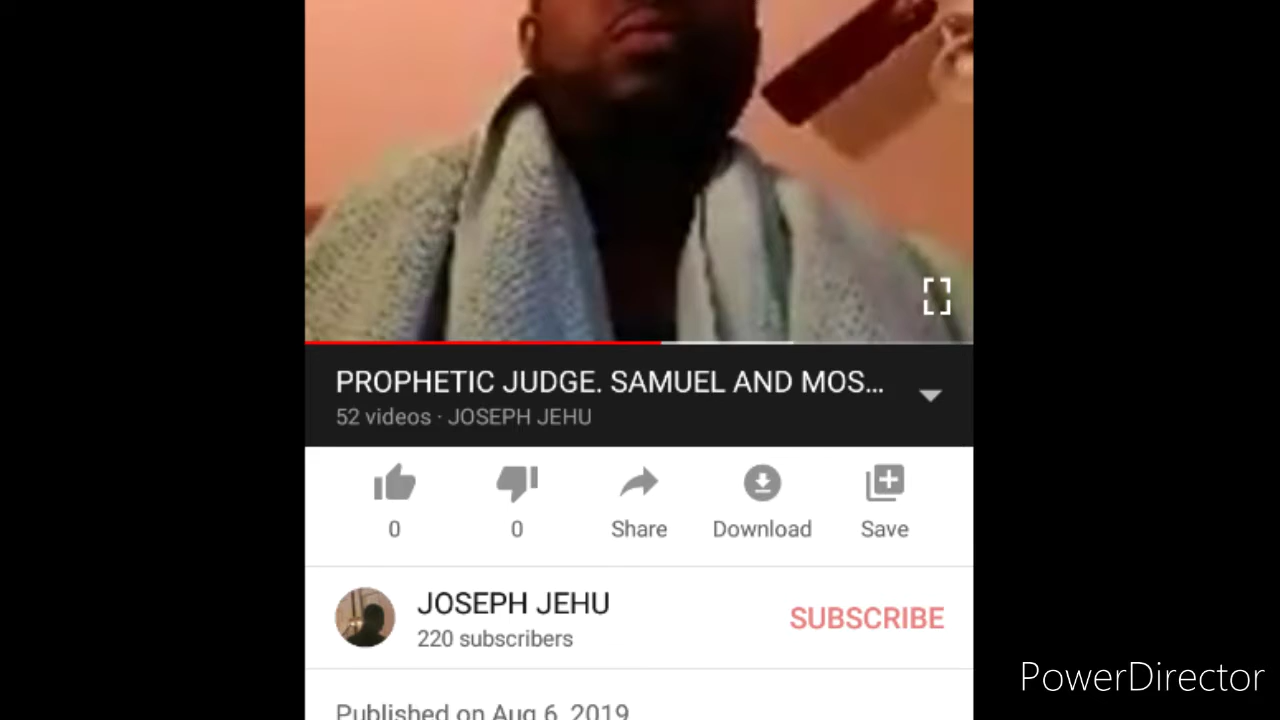 PROPHETIC JUDGE. SAMUEL AND MOS...
52 videos · JOSEPH JEHU
0
0
Share
Download
Save
JOSEPH JEHU
220 subscribers
SUBSCRIBE
Published on Aug 6, 2019
PowerDirector